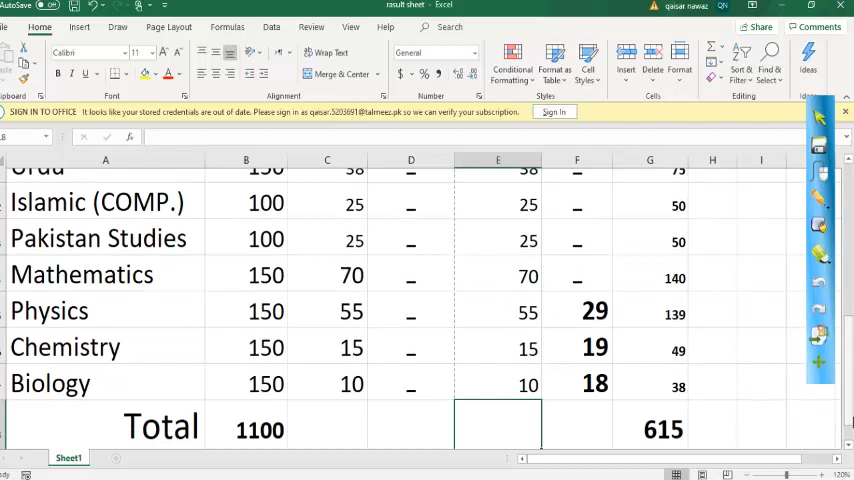 AutoSave Off rasult sheet - Excel qaisar nawaz QN
File Home Insert Draw Page Layout Formulas Data Review View Help Search Share Comments
Calibri 11 Wrap Text General
Merge & Center
Conditional Formatting Format as Table Cell Styles Insert Delete Format Sort & Filter Find & Select Ideas
Clipboard Font Alignment Number Styles Cells Editing Ideas
SIGN IN TO OFFICE It looks like your stored credentials are out of date. Please sign in as qaisar.5203691@talmeez.pk so we can verify your subscription. Sign In
fx
A B C D E F G H I
Urdu 150 38 – 38 – 75
Islamic (COMP.) 100 25 – 25 – 50
Pakistan Studies 100 25 – 25 – 50
Mathematics 150 70 – 70 – 140
Physics 150 55 – 55 29 139
Chemistry 150 15 – 15 19 49
Biology 150 10 – 10 18 38
Total 1100 615
Sheet1
120%